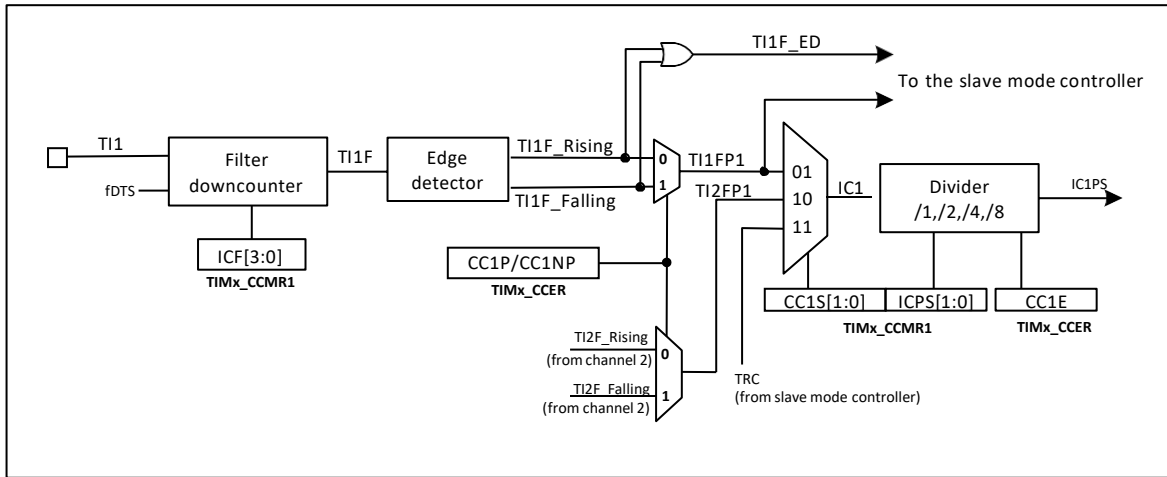 TI1F_ED
To the slave mode controller
TI1
fDTS
Filter
downcounter
TI1F
Edge
detector
TI1F_Rising
TI1F_Falling
0
1
TI1FP1
TI2FP1
01
10
11
IC1
Divider
/1,/2,/4,/8
IC1PS
ICF[3:0]
TIMx_CCMR1
CC1P/CC1NP
TIMx_CCER
CC1S[1:0]
ICPS[1:0]
TIMx_CCMR1
CC1E
TIMx_CCER
TI2F_Rising
(from channel 2)
TI2F_Falling
(from channel 2)
0
1
TRC
(from slave mode controller)